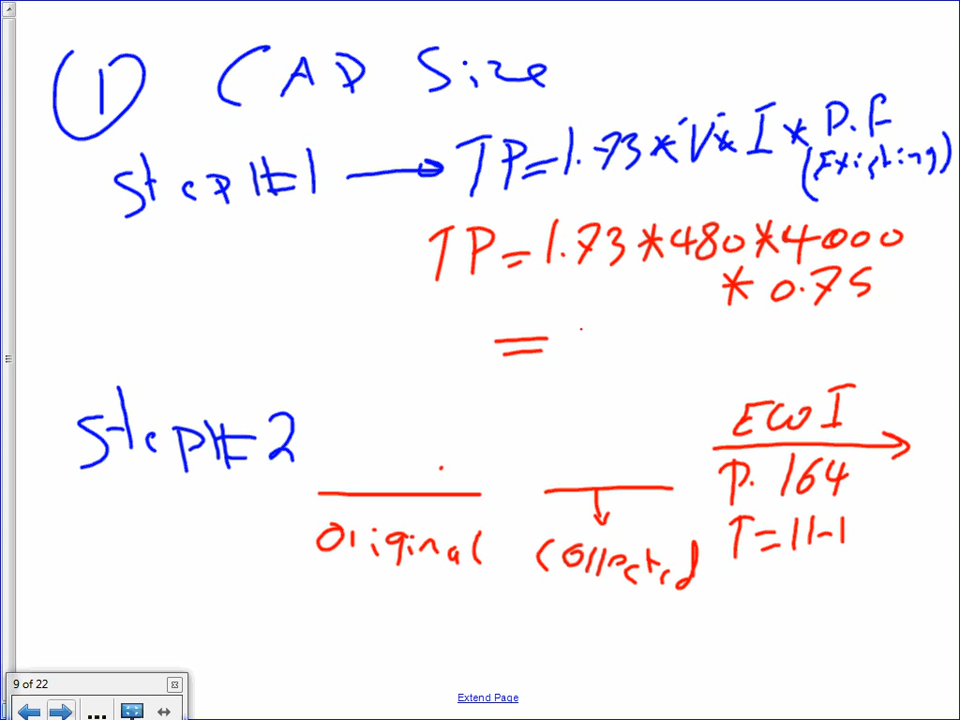 ① CAP Size
Step#1 → TP=1.73*V*I*P.F
(Existing)
TP=1.73*480*4000
*0.75
=
Step#2
ECW I
P. 164
T=11-1
Original
Corrected
9 of 22
Extend Page